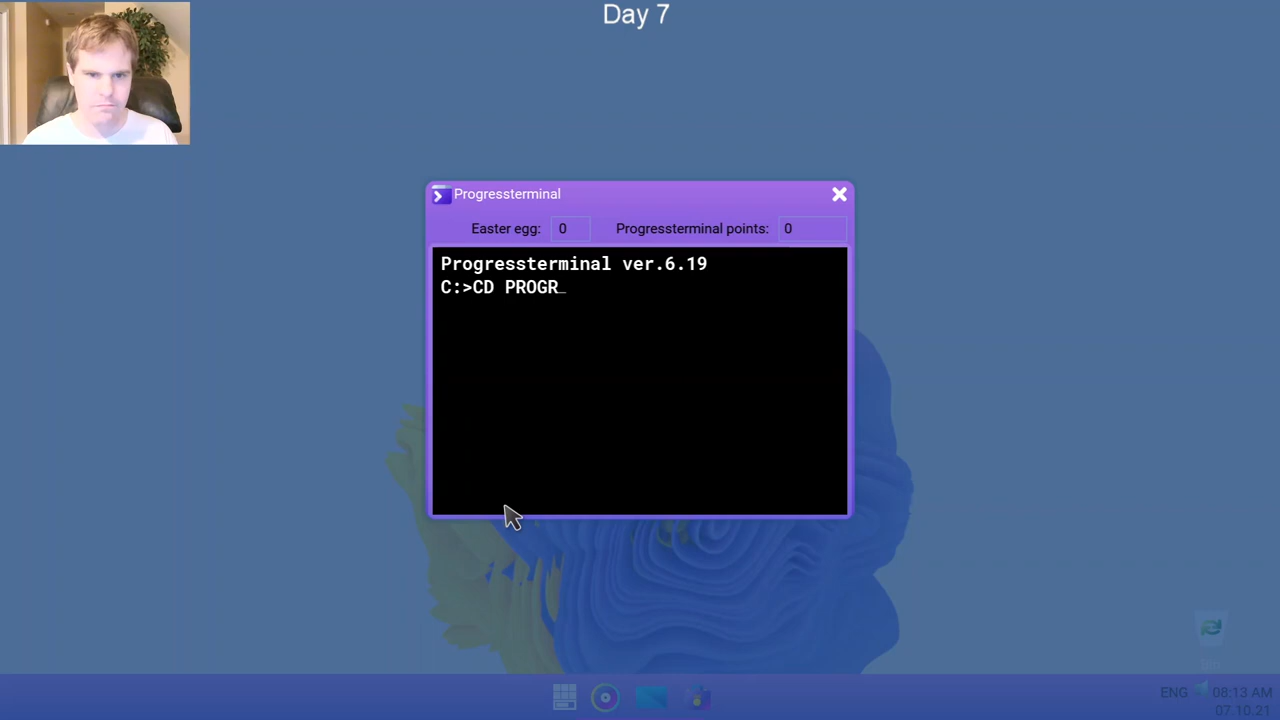 Day 7
Progressterminal
Easter egg: 0 Progressterminal points: 0
Progressterminal ver.6.19
C:>CD PROGR_
bin
ENG 08:13 AM
07.10.21